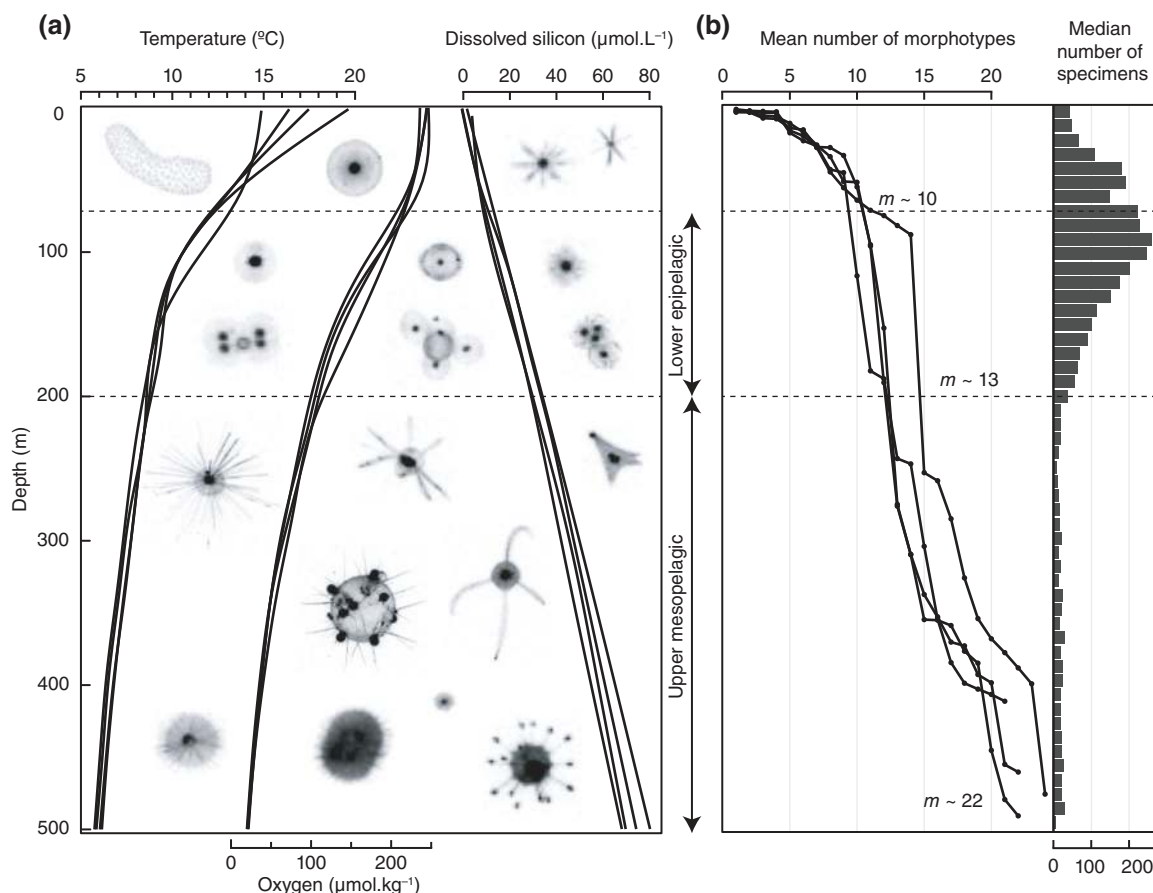 (a)
Temperature (ºC)
5 10 15 20
Dissolved silicon (µmol.L⁻¹)
0 20 40 60 80
(b)
Mean number of morphotypes
0 5 10 15 20
Median
number of
specimens
0
100
200
300
400
500
Depth (m)
0 100 200
Oxygen (µmol.kg⁻¹)
Lower epipelagic
Upper mesopelagic
m ~ 10
m ~ 13
m ~ 22
0 100 200